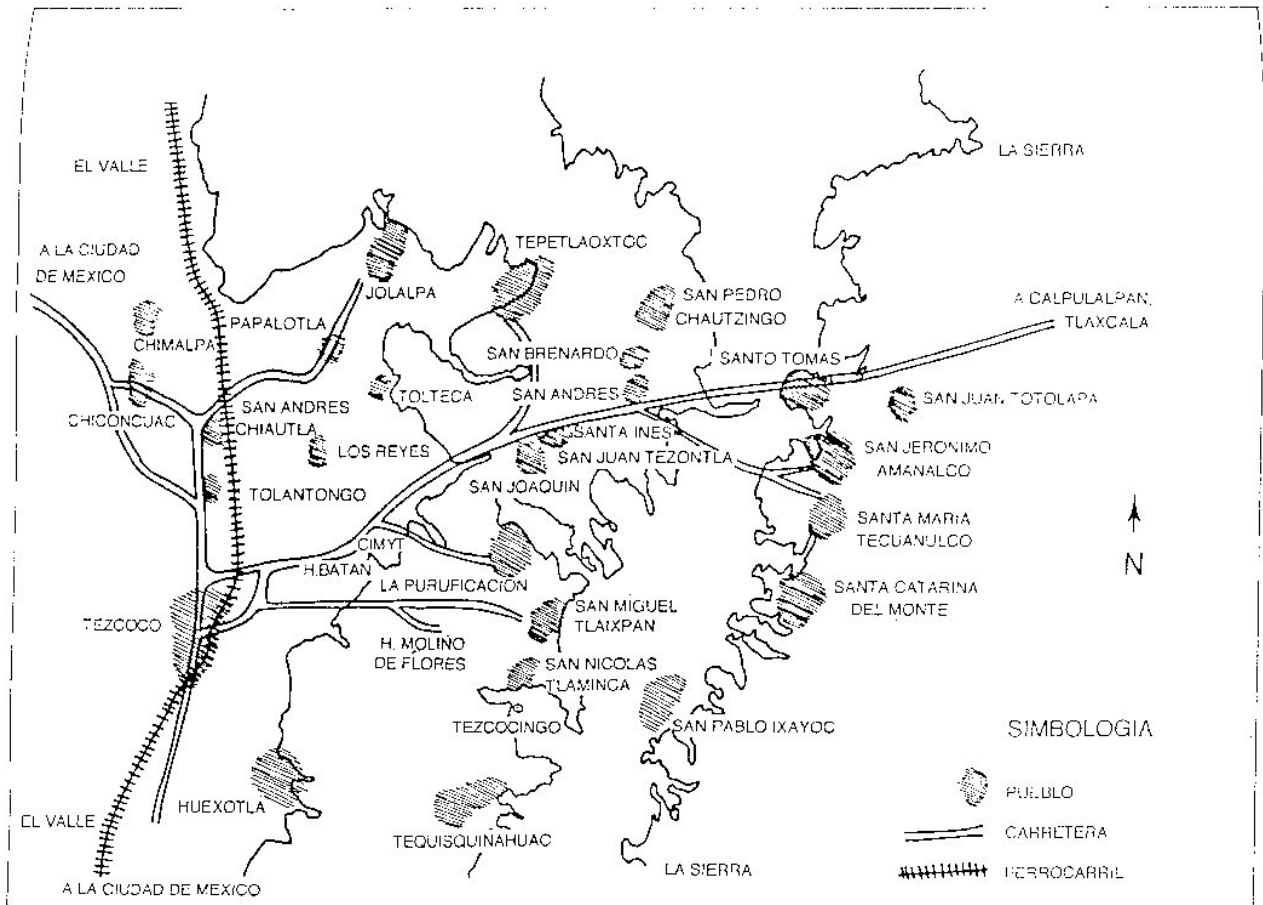 EL VALLE
LA SIERRA
A LA CIUDAD
DE MEXICO
TEPETLAOXTOC
JOLALPA
SAN PEDRO
CHAUTZINGO
A CALPULALPAN,
TLAXCALA
PAPALOTLA
CHIMALPA
SAN BRENARDO
SANTO TOMAS
TOLTECA
SAN ANDRES
SAN JUAN TOTOLAPA
CHICONCUAC
SAN ANDRES
CHIAUTLA
SANTA INES
LOS REYES
SAN JUAN TEZONTLA
SAN JERONIMO
AMANALCO
SAN JOAQUIN
TOLANTONGO
SANTA MARIA
TECUANULCO
CIMYT
H.BATAN
N
LA PURUFICACIÓN
SANTA CATARINA
DEL MONTE
TEZCOCO
SAN MIGUEL
TLAIXPAN
H. MOLINO
DE FLORES
SAN NICOLAS
TLAMINCA
TEZCOCINGO
SAN PABLO IXAYOC
SIMBOLOGIA
PUEBLO
HUEXOTLA
EL VALLE
CARRETERA
TEQUISQUINAHUAC
LA SIERRA
FERROCARRIL
A LA CIUDAD DE MEXICO